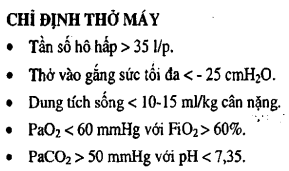 CHỈ ĐỊNH THỞ MÁY
• Tần số hô hấp > 35 l/p.
• Thở vào gắng sức tối đa < - 25 cmH₂O.
• Dung tích sống < 10-15 ml/kg cân nặng.
• PaO₂ < 60 mmHg với FiO₂ > 60%.
• PaCO₂ > 50 mmHg với pH < 7,35.